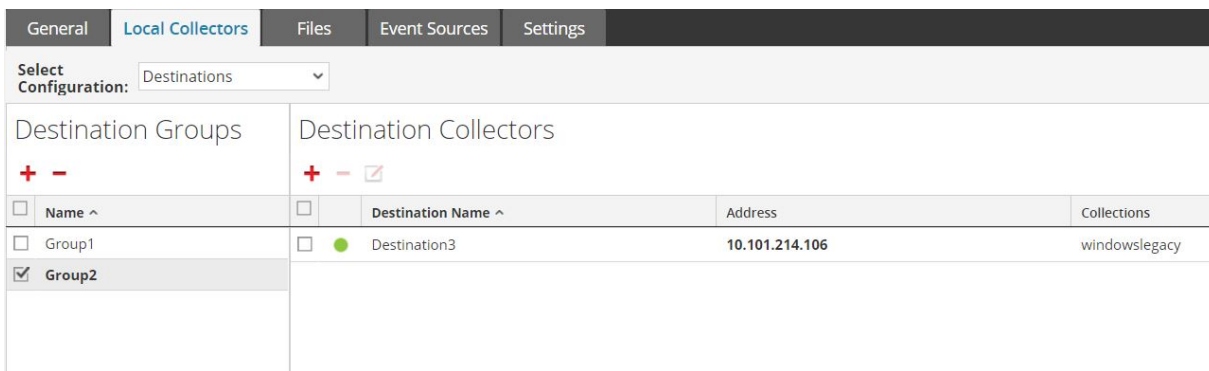 General Local Collectors Files Event Sources Settings
Select
Configuration: Destinations
Destination Groups Destination Collectors
Name Destination Name Address Collections
Group1 Destination3 10.101.214.106 windowslegacy
Group2